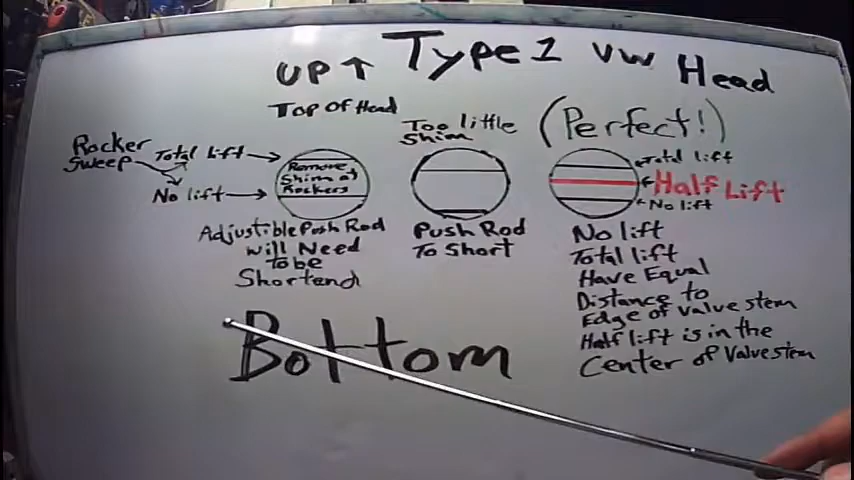 UP ↑ Type 1 VW Head
Top of Head
Rocker
Sweep
Total lift
No lift
Remove
Shim at
Rockers
Adjustible Push Rod
will Need
To be
Shortend
Too little
Shim
Push Rod
To Short
(Perfect!)
Total lift
Half Lift
No lift
No lift
Total lift
Have Equal
Distance to
Edge of valve stem
Half lift is in the
Center of Valve stem
Bottom